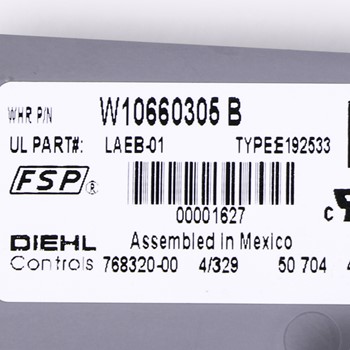 WHR P/N W10660305 B
UL PART#: LAEB-01 TYPE:E192533
FSP®
00001627
DIEHL Assembled in Mexico
Controls 768320-00 4/329 50 704 4